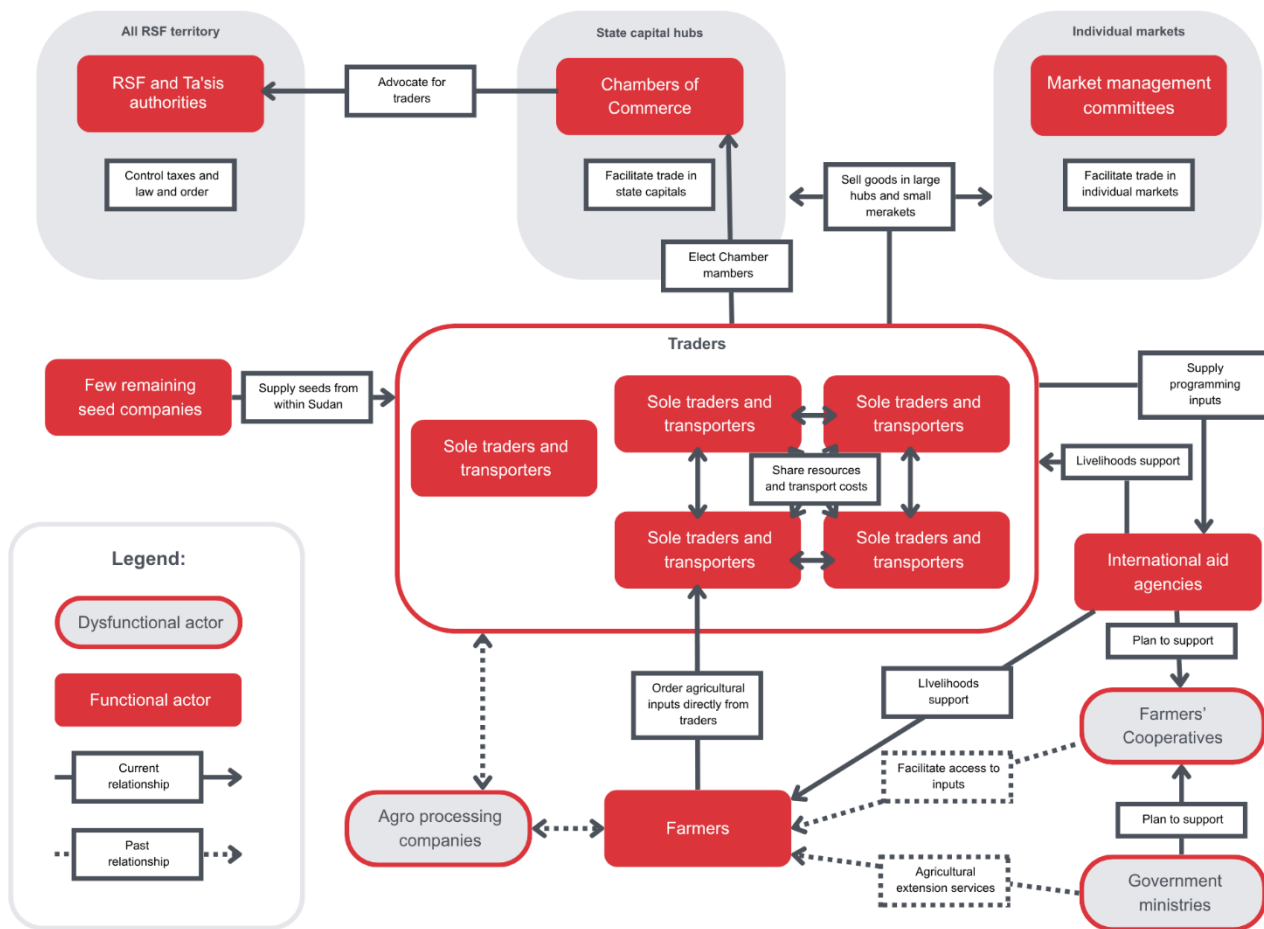 All RSF territory
RSF and Ta'sis
authorities
Control taxes and
law and order
Advocate for
traders
State capital hubs
Chambers of
Commerce
Facilitate trade in
state capitals
Individual markets
Market management
committees
Facilitate trade in
individual markets
Sell goods in large
hubs and small
merakets
Elect Chamber
mambers
Few remaining
seed companies
Supply seeds from
within Sudan
Traders
Sole traders and
transporters
Sole traders and
transporters
Sole traders and
transporters
Share resources
and transport costs
Sole traders and
transporters
Sole traders and
transporters
Supply
programming
inputs
Livelihoods support
International aid
agencies
Plan to support
Order agricultural
inputs directly from
traders
LIvelihoods
support
Farmers'
Cooperatives
Facilitate access to
inputs
Agro processing
companies
Farmers
Plan to support
Agricultural
extension services
Government
ministries
Legend:
Dysfunctional actor
Functional actor
Current
relationship
Past
relationship